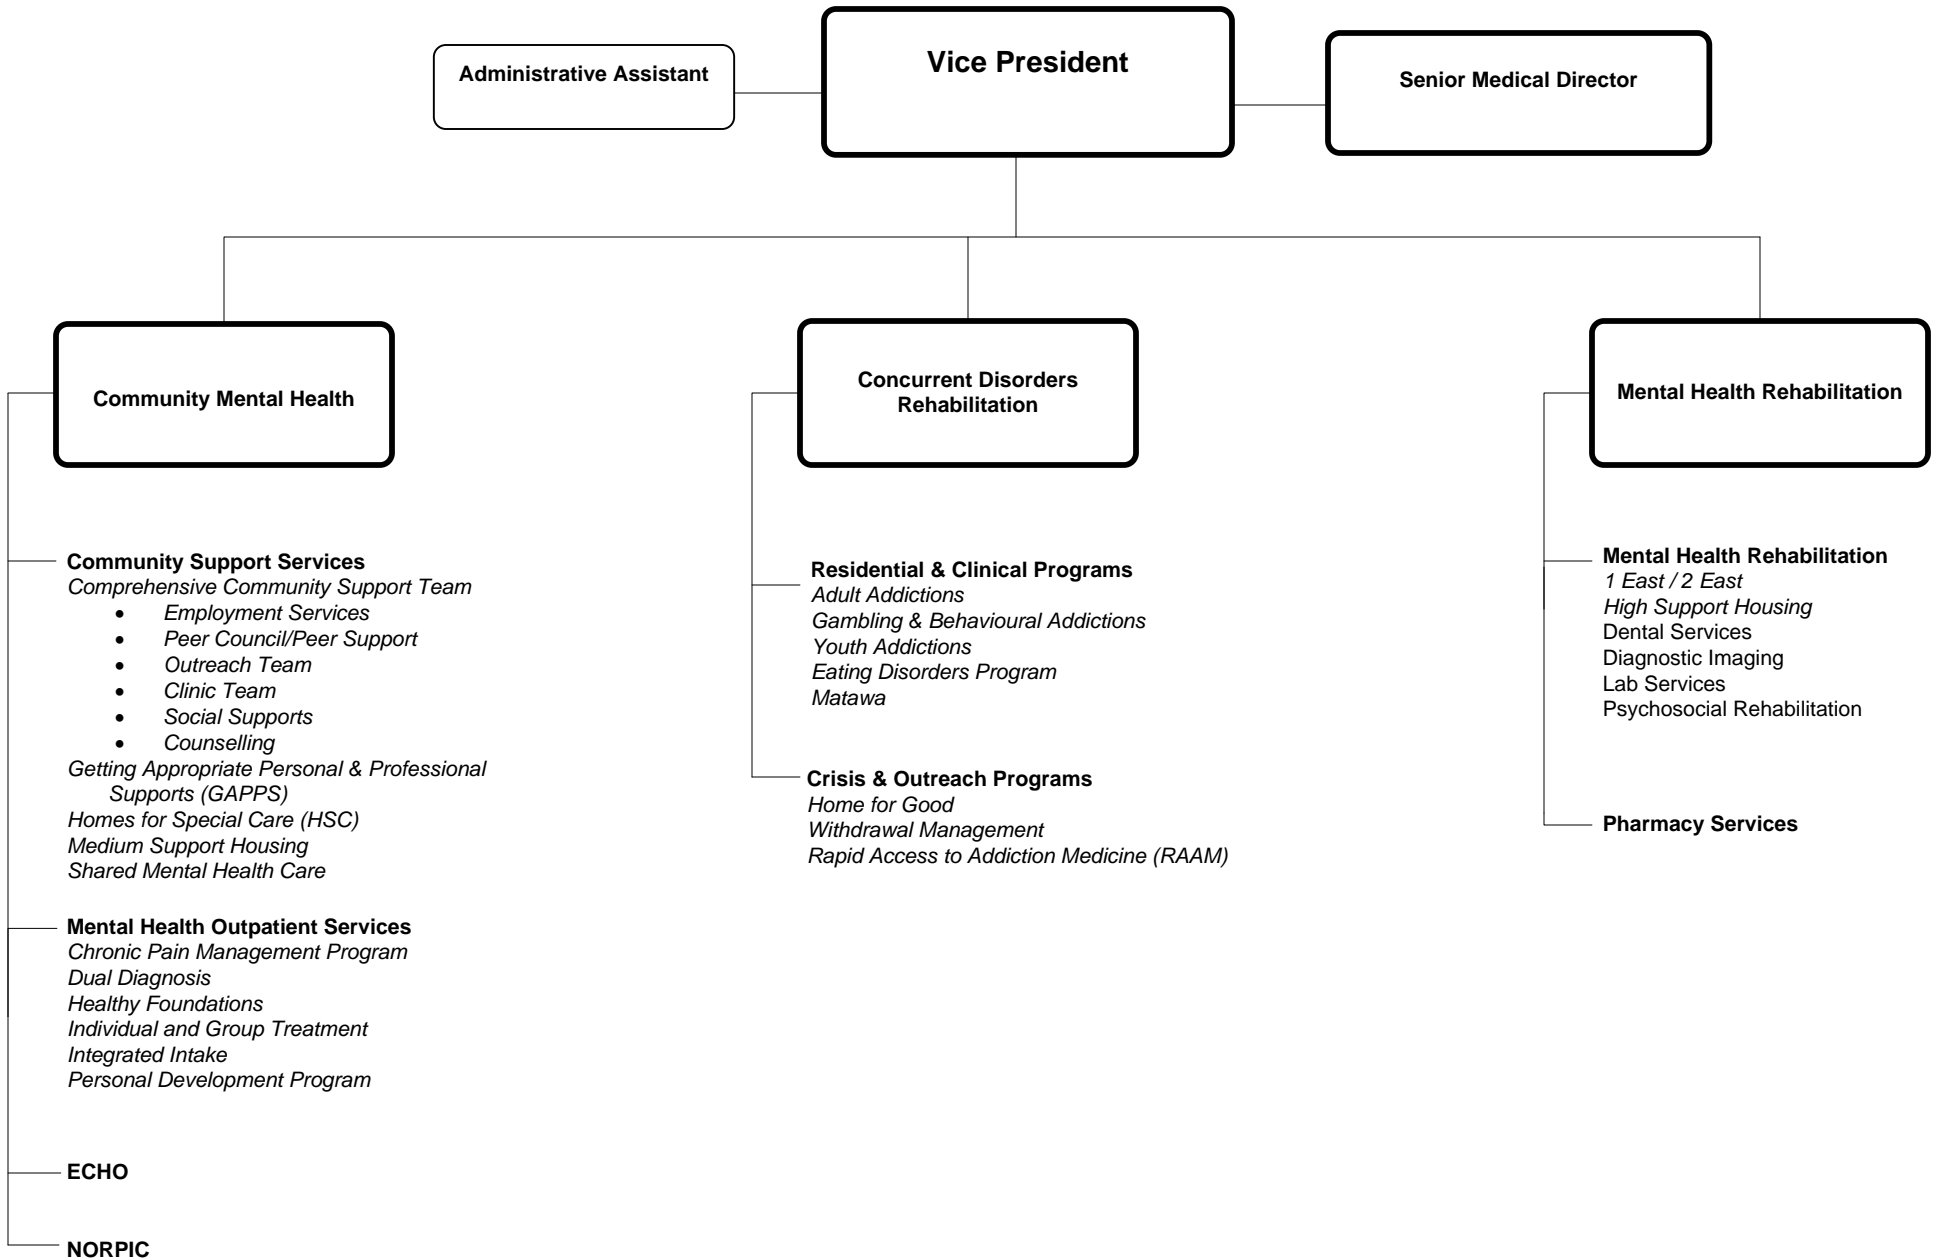 Vice President
Administrative Assistant
Senior Medical Director
Community Mental Health
Concurrent Disorders
Rehabilitation
Mental Health Rehabilitation
Community Support Services
Comprehensive Community Support Team
• Employment Services
• Peer Council/Peer Support
• Outreach Team
• Clinic Team
• Social Supports
• Counselling
Getting Appropriate Personal & Professional
Supports (GAPPS)
Homes for Special Care (HSC)
Medium Support Housing
Shared Mental Health Care
Mental Health Outpatient Services
Chronic Pain Management Program
Dual Diagnosis
Healthy Foundations
Individual and Group Treatment
Integrated Intake
Personal Development Program
ECHO
NORPIC
Residential & Clinical Programs
Adult Addictions
Gambling & Behavioural Addictions
Youth Addictions
Eating Disorders Program
Matawa
Crisis & Outreach Programs
Home for Good
Withdrawal Management
Rapid Access to Addiction Medicine (RAAM)
Mental Health Rehabilitation
1 East / 2 East
High Support Housing
Dental Services
Diagnostic Imaging
Lab Services
Psychosocial Rehabilitation
Pharmacy Services